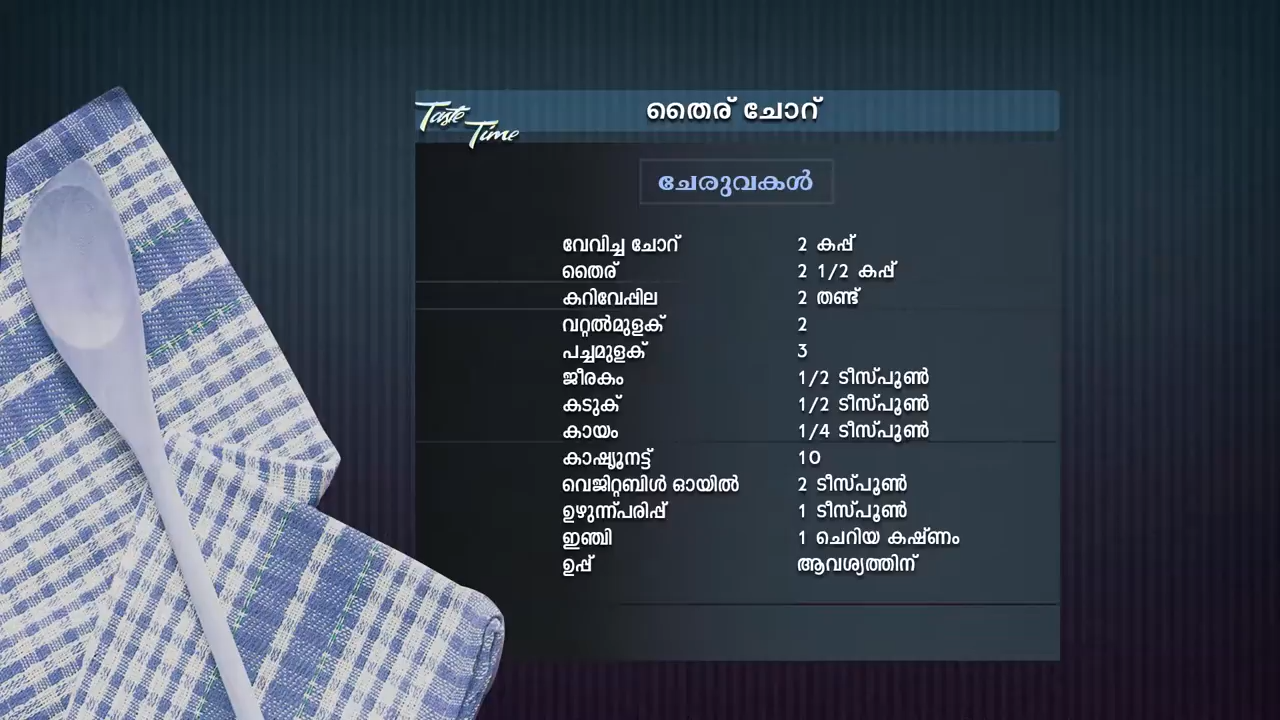 Taste Time
തൈര് ചോറ്
ചേരുവകൾ
വേവിച്ച ചോറ് 2 കപ്പ്
തൈര് 2 1/2 കപ്പ്
കറിവേപ്പില 2 തണ്ട്
വറ്റൽമുളക് 2
പച്ചമുളക് 3
ജീരകം 1/2 ടീസ്പൂൺ
കടുക് 1/2 ടീസ്പൂൺ
കായം 1/4 ടീസ്പൂൺ
കാഷ്യൂനട്ട് 10
വെജിറ്റബിൾ ഓയിൽ 2 ടീസ്പൂൺ
ഉഴുന്ന്പരിപ്പ് 1 ടീസ്പൂൺ
ഇഞ്ചി 1 ചെറിയ കഷ്ണം
ഉപ്പ് ആവശ്യത്തിന്